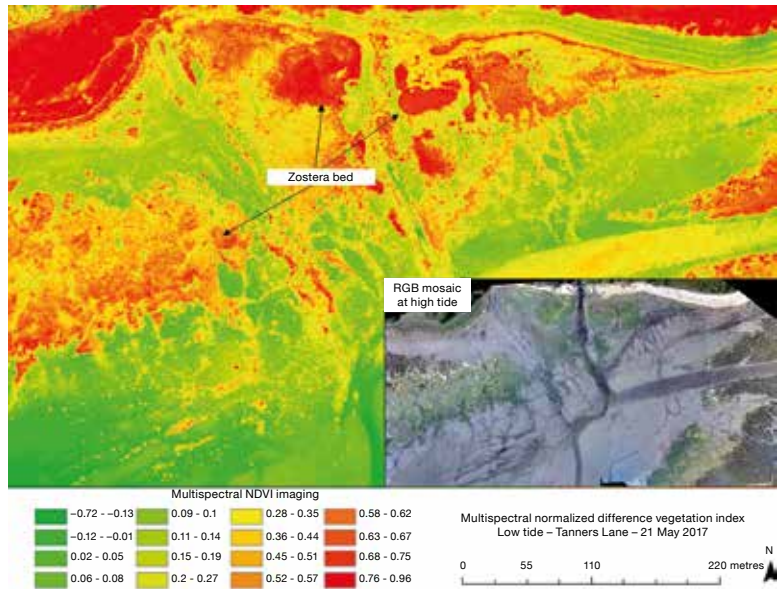 Zostera bed
RGB mosaic
at high tide
Multispectral NDVI imaging
−0.72 - −0.13
−0.12 - −0.01
0.02 - 0.05
0.06 - 0.08
0.09 - 0.1
0.11 - 0.14
0.15 - 0.19
0.2 - 0.27
0.28 - 0.35
0.36 - 0.44
0.45 - 0.51
0.52 - 0.57
0.58 - 0.62
0.63 - 0.67
0.68 - 0.75
0.76 - 0.96
Multispectral normalized difference vegetation index
Low tide – Tanners Lane – 21 May 2017
0 55 110 220 metres
N